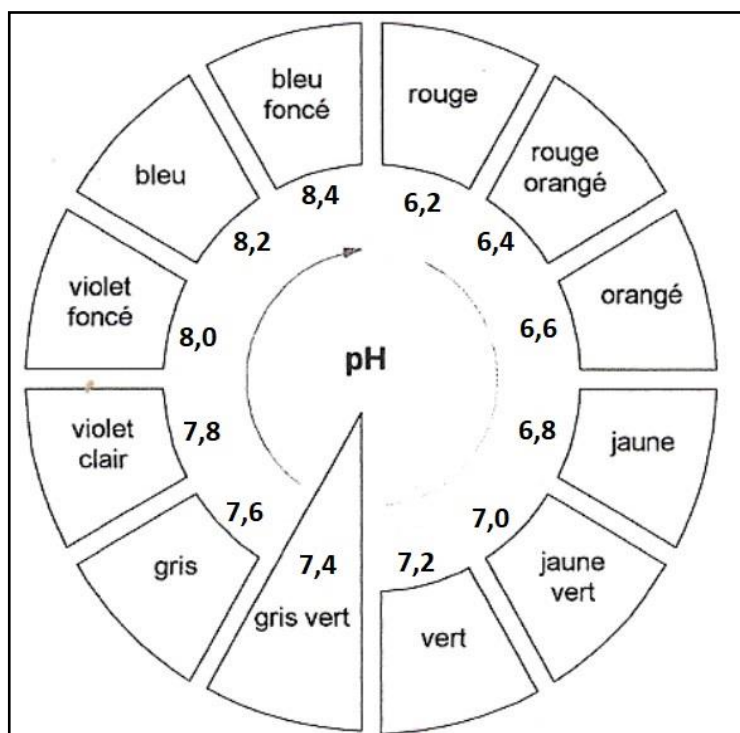 rouge
6,2
rouge
orangé
6,4
orangé
6,6
jaune
6,8
jaune
vert
7,0
vert
7,2
gris vert
7,4
gris
7,6
violet
clair
7,8
violet
foncé
8,0
bleu
8,2
bleu
foncé
8,4
pH